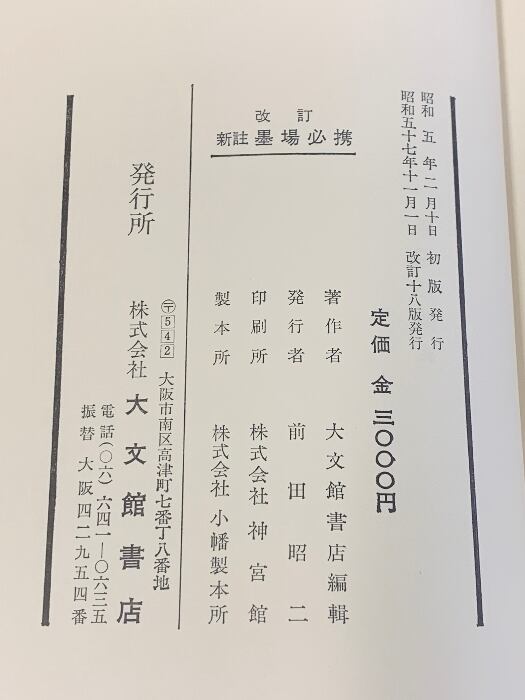 昭和五年二月十日 初版発行
昭和五十七年十一月一日 改訂十八版発行
定価 金 三〇〇〇円
改訂
新註 墨場必携
著作者 大文館書店編輯
発行者 前田昭二
印刷所 株式会社 神宮館
製本所 株式会社 小幡製本所
〒542 大阪市南区高津町七番丁八番地
発行所 株式会社 大文館書店
電話(〇六)六四一―〇六三五
振替 大阪四二九五四番